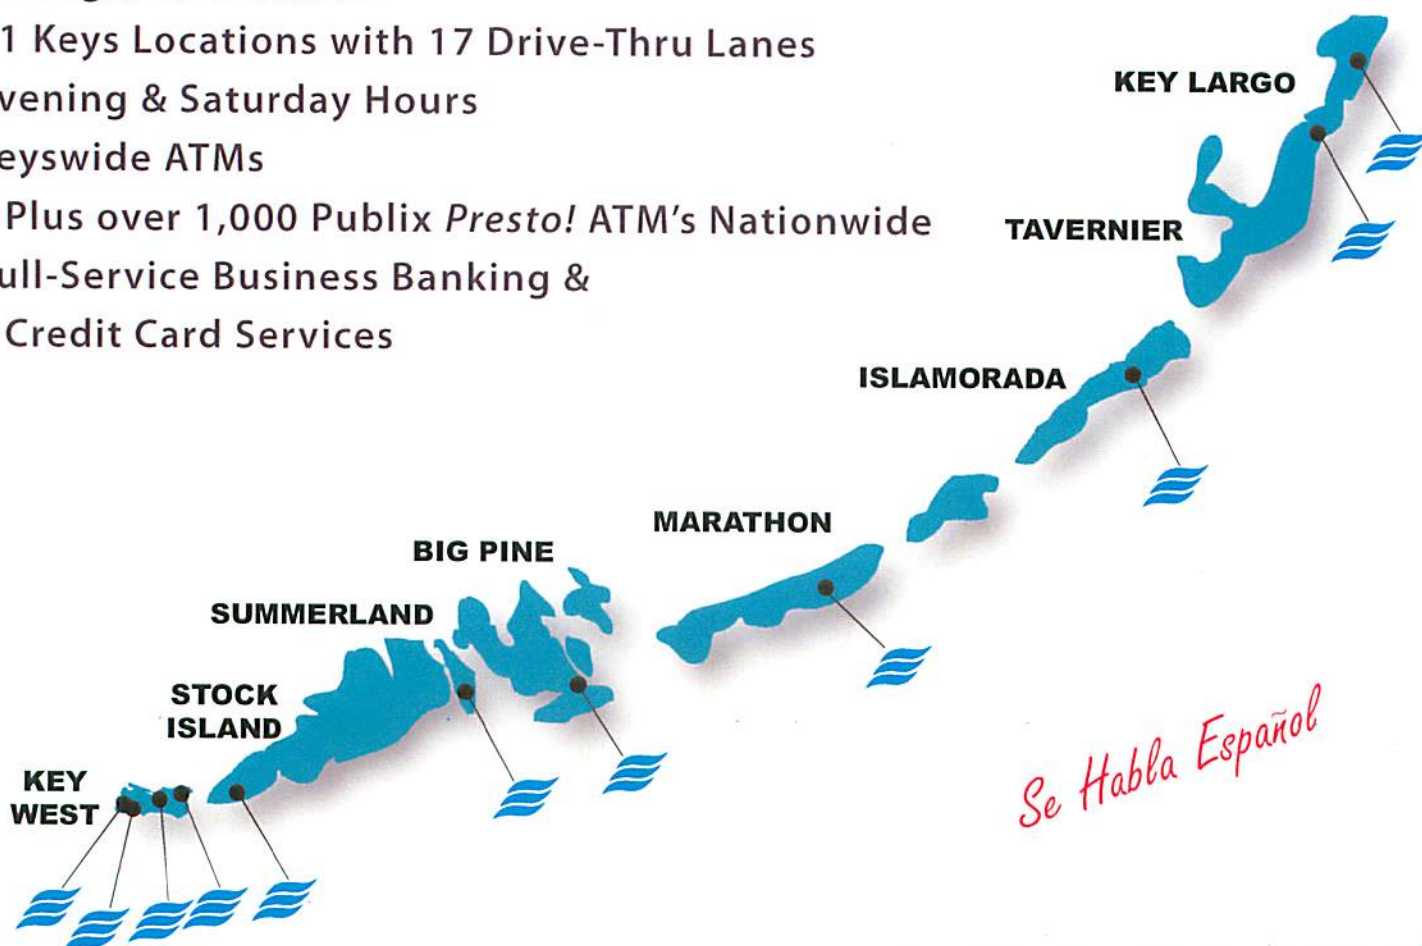 1 Keys Locations with 17 Drive-Thru Lanes
vening & Saturday Hours
eyswide ATMs
Plus over 1,000 Publix Presto! ATM's Nationwide
ull-Service Business Banking &
Credit Card Services
KEY LARGO
TAVERNIER
ISLAMORADA
MARATHON
BIG PINE
SUMMERLAND
STOCK
ISLAND
KEY
WEST
Se Habla Español